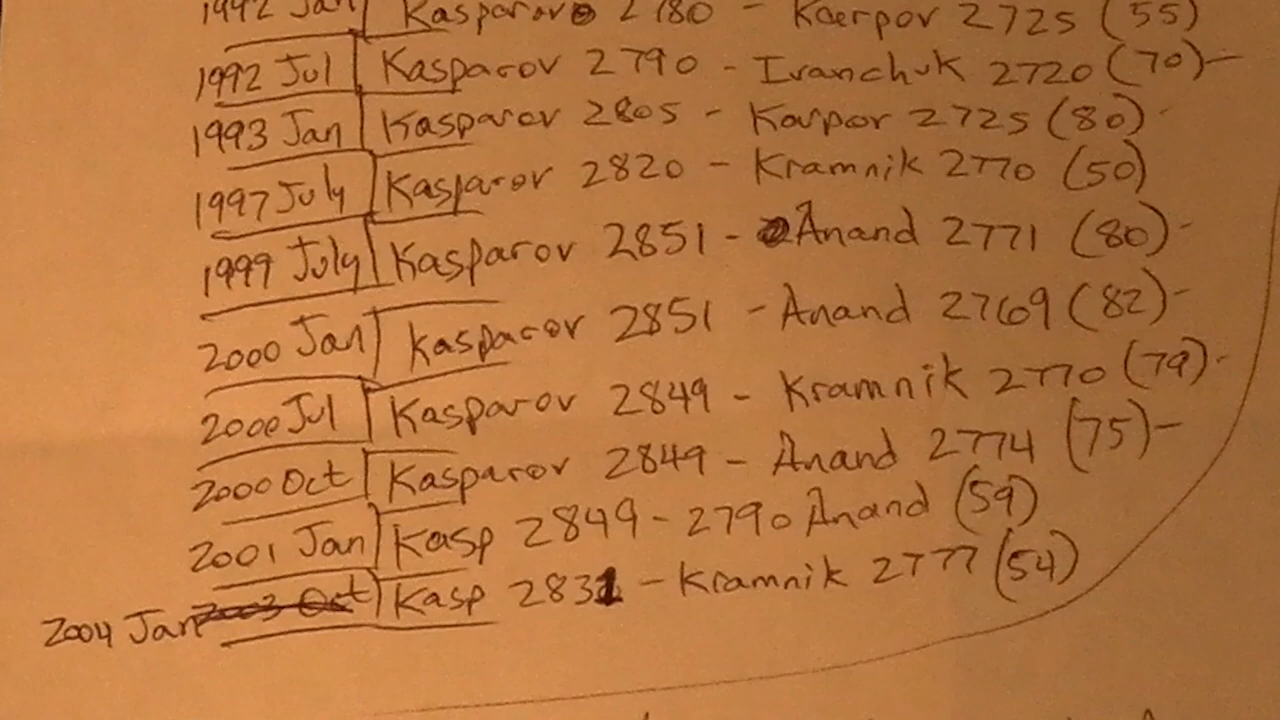 1992 Jan Kasparov 2780 - Kaerpov 2725 (55)
1992 Jul Kasparov 2790 - Ivanchuk 2720 (70)-
1993 Jan Kasparov 2805 - Karpov 2725 (80)-
1997 July Kasparov 2820 - Kramnik 2770 (50)
1999 July Kasparov 2851 - Anand 2771 (80)-
2000 Jan Kasparov 2851 - Anand 2769 (82)-
2000 Jul Kasparov 2849 - Kramnik 2770 (79)-
2000 Oct Kasparov 2849 - Anand 2774 (75)-
2001 Jan Kasp 2849 - 2790 Anand (59)
2004 Jan 2003 Oct Kasp 2831 - Kramnik 2777 (54)